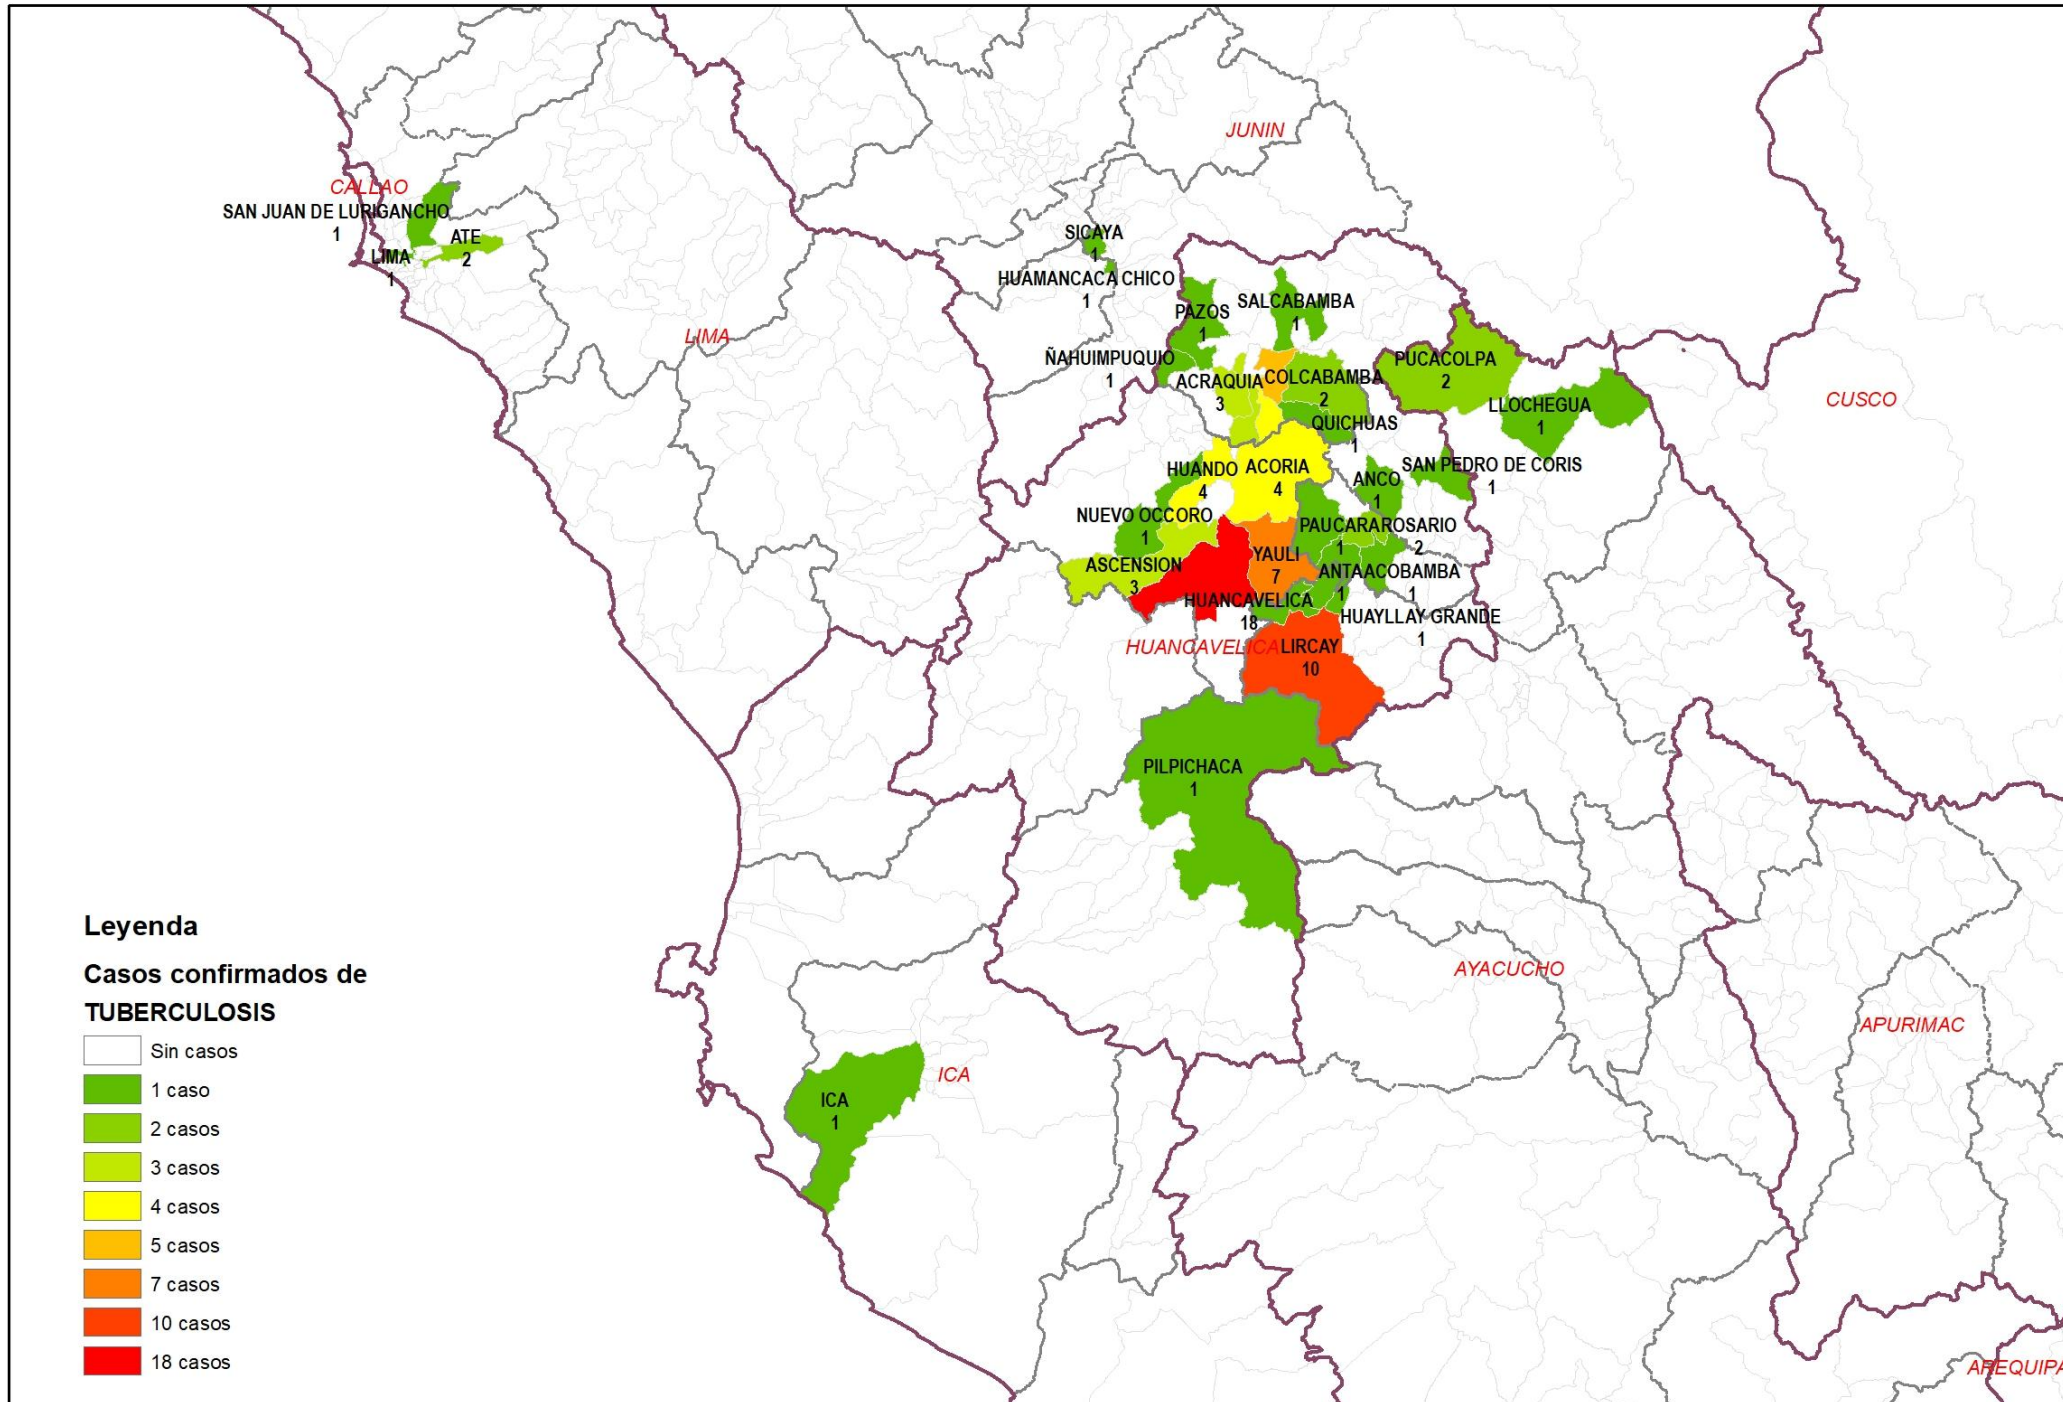 JUNIN
CALLAO
SAN JUAN DE LURIGANCHO
1
ATE
2
LIMA
1
SICAYA
1
HUAMANCACA CHICO
1
LIMA
PAZOS
1
SALCABAMBA
1
ÑAHUIMPUQUIO
1
ACRAQUIA
3
COLCABAMBA
2
PUCACOLPA
2
LLOCHEGUA
1
CUSCO
QUICHUAS
1
HUANDO
4
ACORIA
4
ANCO
1
SAN PEDRO DE CORIS
1
NUEVO OCCORO
1
PAUCARA
1
ROSARIO
2
ASCENSION
3
YAULI
7
ANTA
1
ACOBAMBA
1
HUANCAVELICA
18
HUAYLLAY GRANDE
1
HUANCAVELICA
LIRCAY
10
PILPICHACA
1
AYACUCHO
APURIMAC
ICA
ICA
1
AREQUIPA
Leyenda
Casos confirmados de
TUBERCULOSIS
Sin casos
1 caso
2 casos
3 casos
4 casos
5 casos
7 casos
10 casos
18 casos